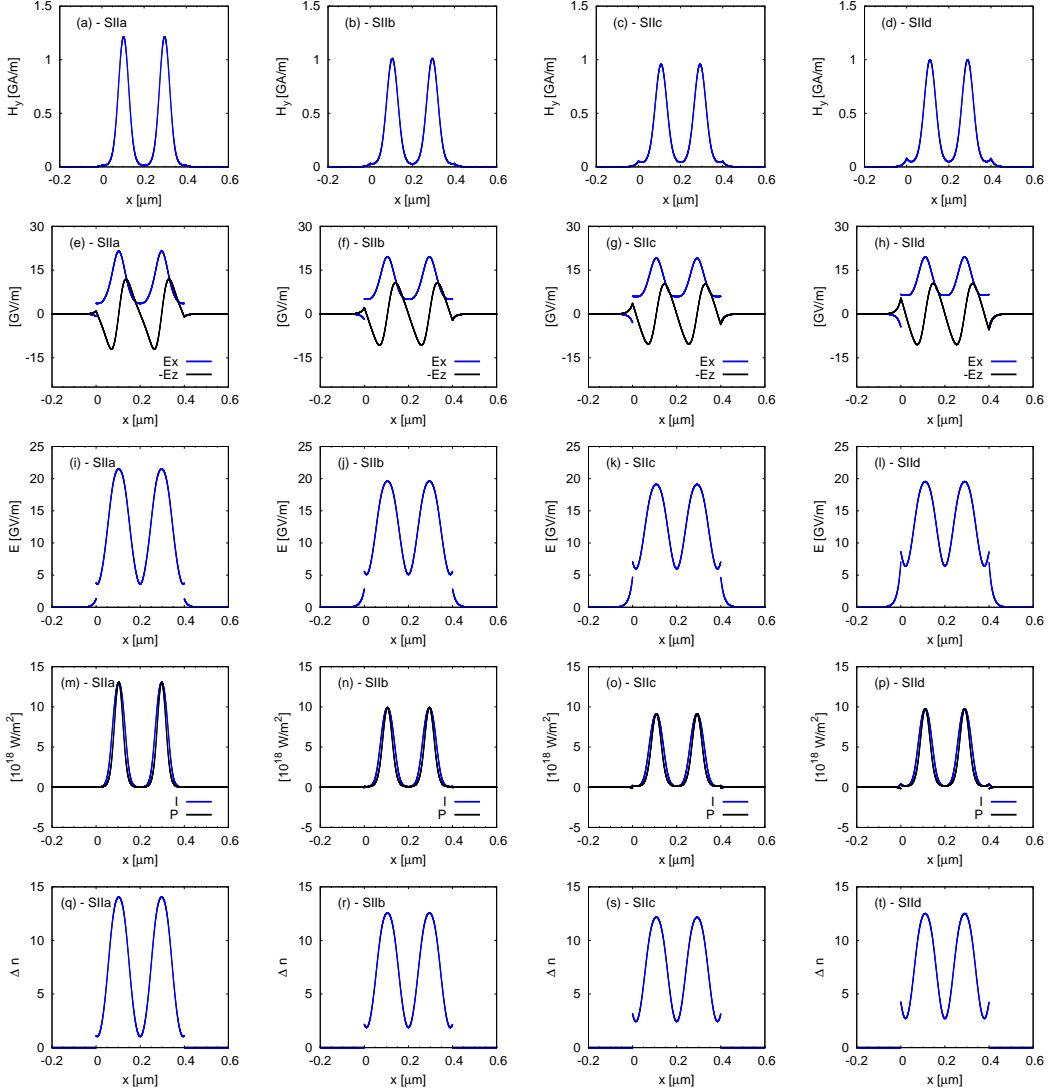 (a) - SIIa
H_y [GA/m]
1.5
1
0.5
0
-0.2 0 0.2 0.4 0.6
x [μm]
(b) - SIIb
H_y [GA/m]
1.5
1
0.5
0
-0.2 0 0.2 0.4 0.6
x [μm]
(c) - SIIc
H_y [GA/m]
1.5
1
0.5
0
-0.2 0 0.2 0.4 0.6
x [μm]
(d) - SIId
H_y [GA/m]
1.5
1
0.5
0
-0.2 0 0.2 0.4 0.6
x [μm]
(e) - SIIa
[GV/m]
30
15
0
-15
Ex
-Ez
-0.2 0 0.2 0.4 0.6
x [μm]
(f) - SIIb
[GV/m]
30
15
0
-15
Ex
-Ez
-0.2 0 0.2 0.4 0.6
x [μm]
(g) - SIIc
[GV/m]
30
15
0
-15
Ex
-Ez
-0.2 0 0.2 0.4 0.6
x [μm]
(h) - SIId
[GV/m]
30
15
0
-15
Ex
-Ez
-0.2 0 0.2 0.4 0.6
x [μm]
(i) - SIIa
E [GV/m]
25
20
15
10
5
0
-0.2 0 0.2 0.4 0.6
x [μm]
(j) - SIIb
E [GV/m]
25
20
15
10
5
0
-0.2 0 0.2 0.4 0.6
x [μm]
(k) - SIIc
E [GV/m]
25
20
15
10
5
0
-0.2 0 0.2 0.4 0.6
x [μm]
(l) - SIId
E [GV/m]
25
20
15
10
5
0
-0.2 0 0.2 0.4 0.6
x [μm]
(m) - SIIa
[10^18 W/m^2]
15
10
5
0
-5
I
P
-0.2 0 0.2 0.4 0.6
x [μm]
(n) - SIIb
[10^18 W/m^2]
15
10
5
0
-5
I
P
-0.2 0 0.2 0.4 0.6
x [μm]
(o) - SIIc
[10^18 W/m^2]
15
10
5
0
-5
I
P
-0.2 0 0.2 0.4 0.6
x [μm]
(p) - SIId
[10^18 W/m^2]
15
10
5
0
-5
I
P
-0.2 0 0.2 0.4 0.6
x [μm]
(q) - SIIa
Δ n
15
10
5
0
-0.2 0 0.2 0.4 0.6
x [μm]
(r) - SIIb
Δ n
15
10
5
0
-0.2 0 0.2 0.4 0.6
x [μm]
(s) - SIIc
Δ n
15
10
5
0
-0.2 0 0.2 0.4 0.6
x [μm]
(t) - SIId
Δ n
15
10
5
0
-0.2 0 0.2 0.4 0.6
x [μm]